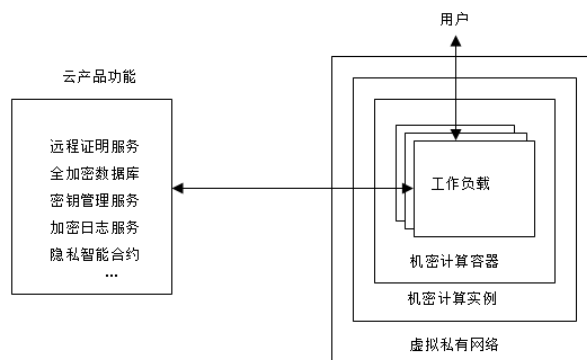 用户
云产品功能
远程证明服务
全加密数据库
密钥管理服务
加密日志服务
隐私智能合约
...
工作负载
机密计算容器
机密计算实例
虚拟私有网络